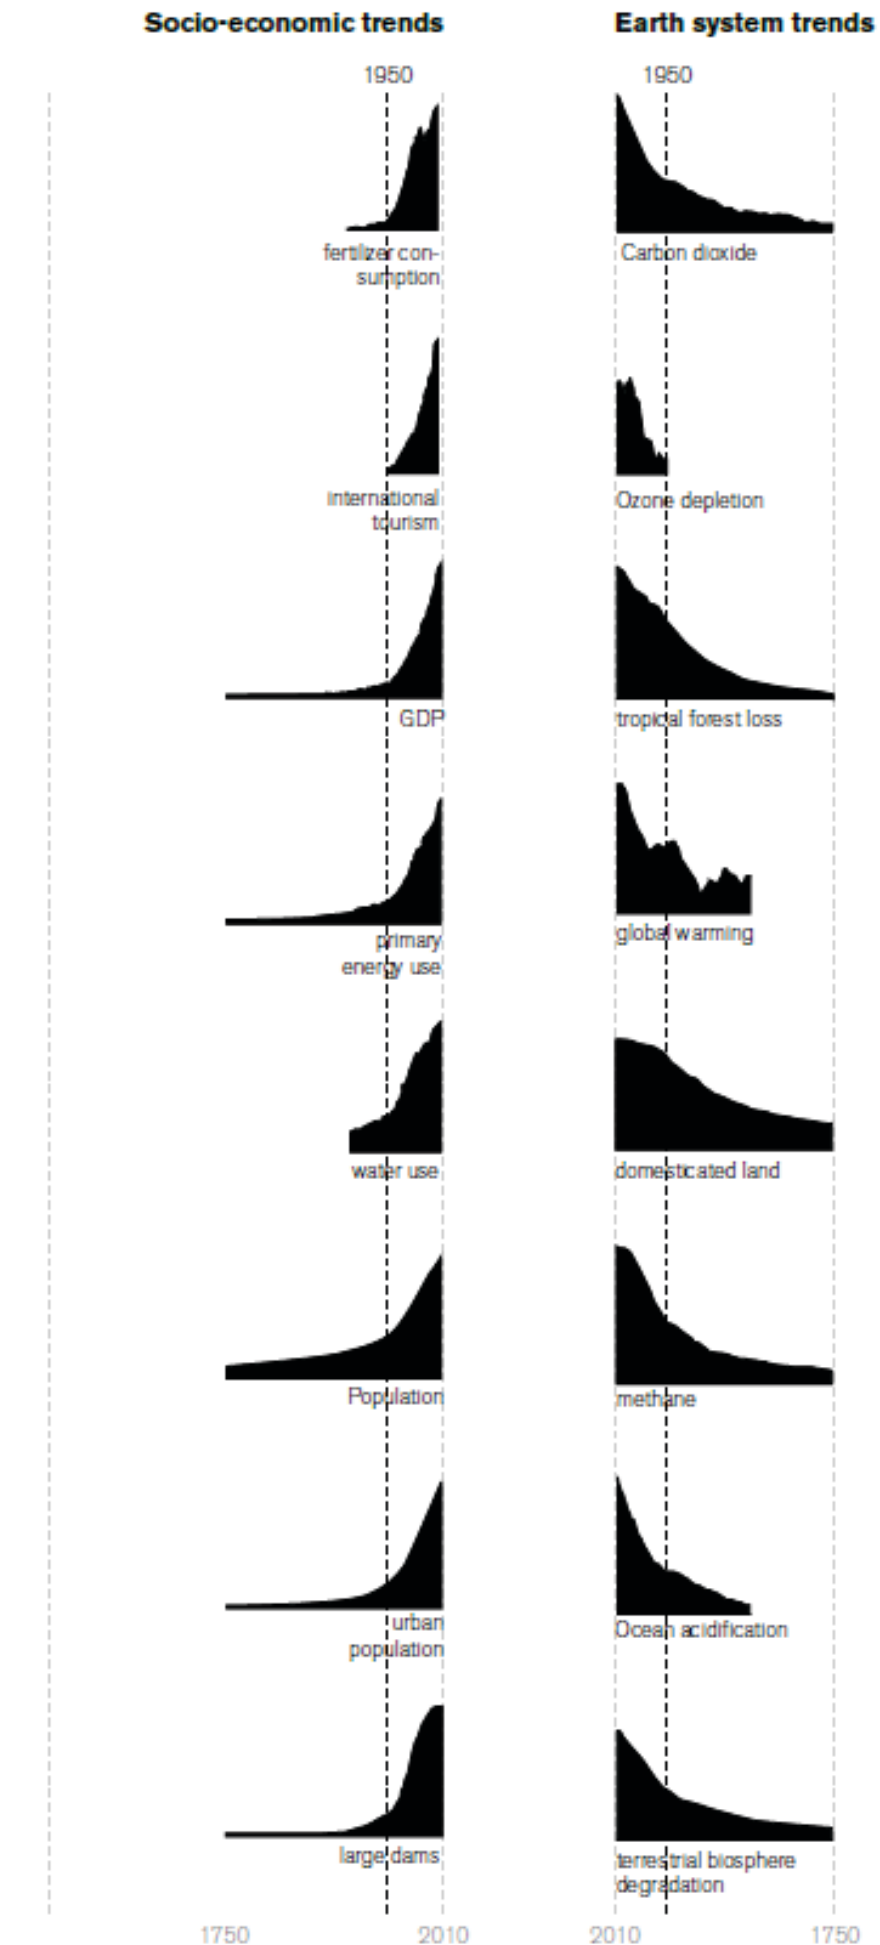 Socio-economic trends
Earth system trends
1950
1950
fertilizer con-
sumption
Carbon dioxide
international
tourism
Ozone depletion
GDP
tropical forest loss
primary
energy use
global warming
water use
domesticated land
Population
methane
urban
population
Ocean acidification
large dams
terrestrial biosphere
degradation
1750
2010
2010
1750